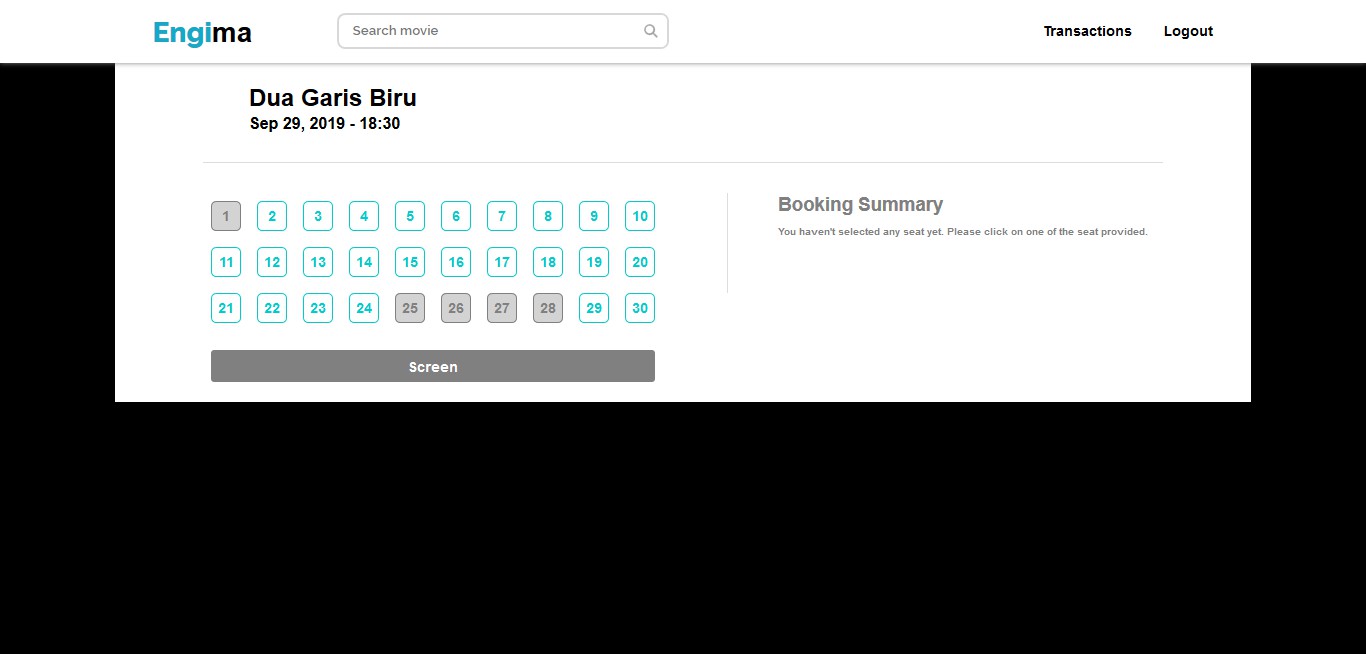 Engima
Search movie
Transactions
Logout
Dua Garis Biru
Sep 29, 2019 - 18:30
1 2 3 4 5 6 7 8 9 10
11 12 13 14 15 16 17 18 19 20
21 22 23 24 25 26 27 28 29 30
Screen
Booking Summary
You haven't selected any seat yet. Please click on one of the seat provided.